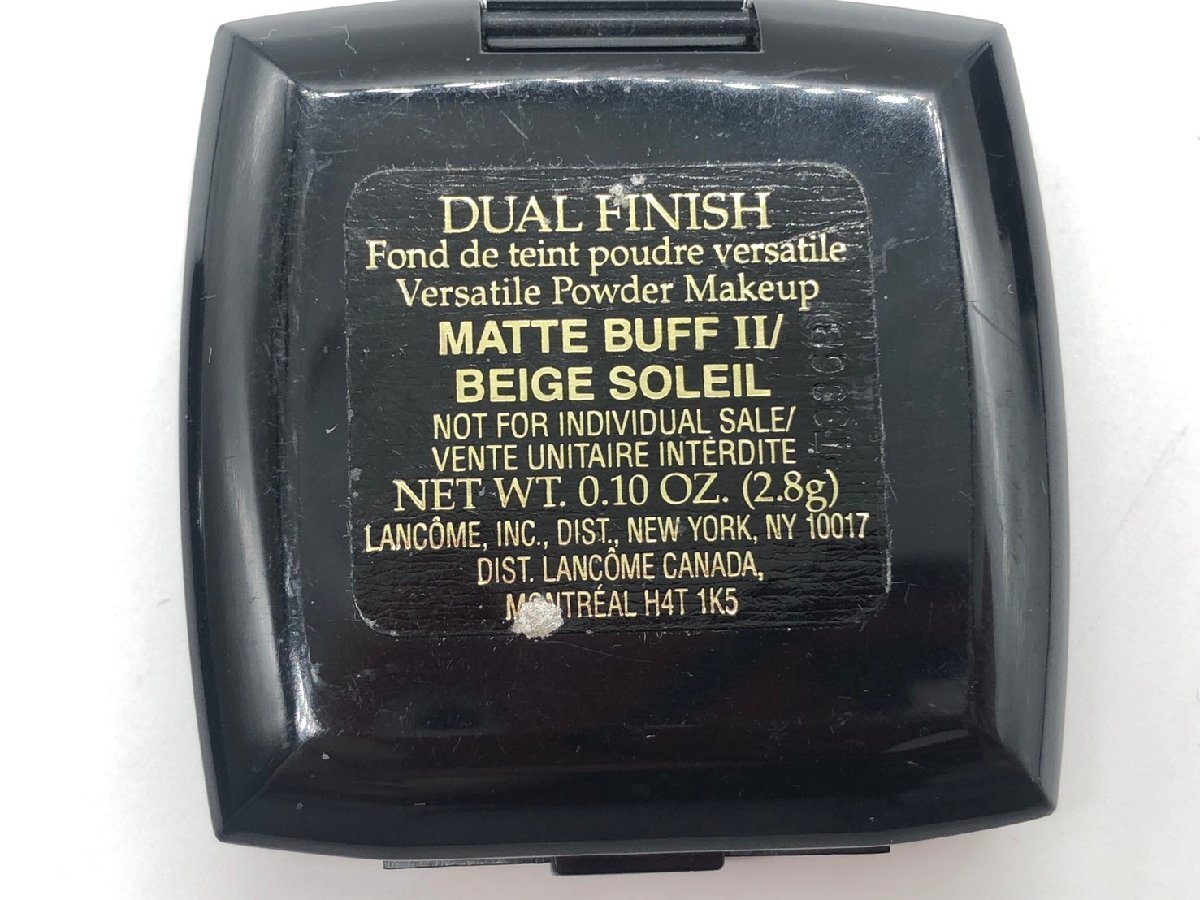 DUAL FINISH
Fond de teint poudre versatile
Versatile Powder Makeup
MATTE BUFF II/
BEIGE SOLEIL
NOT FOR INDIVIDUAL SALE/
VENTE UNITAIRE INTERDITE
NET WT. 0.10 OZ. (2.8g)
LANCÔME, INC., DIST., NEW YORK, NY 10017
DIST. LANCÔME CANADA,
MONTRÉAL H4T 1K5